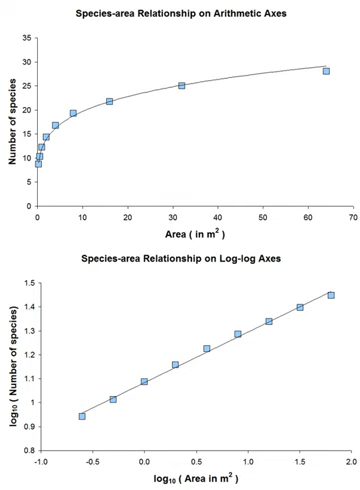 Species-area Relationship on Arithmetic Axes
35
30
25
20
15
10
5
0
Number of species
0 10 20 30 40 50 60 70
Area ( in m² )
Species-area Relationship on Log-log Axes
1.5
1.4
1.3
1.2
1.1
1
0.9
0.8
log₁₀ ( Number of species)
-1.0 -0.5 0.0 0.5 1.0 1.5 2.0
log₁₀ ( Area in m² )